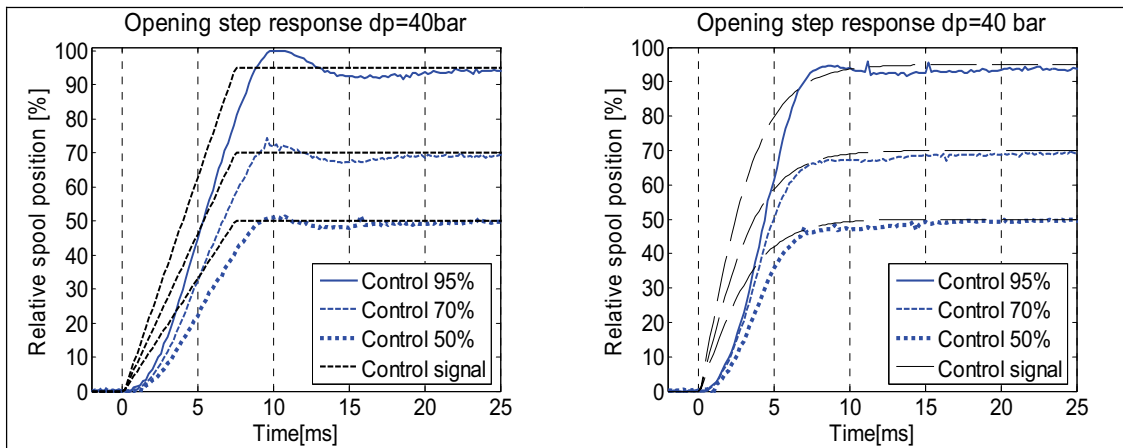 Opening step response dp=40bar
100
90
80
70
60
50
40
30
20
10
0
Relative spool position [%]
0 5 10 15 20 25
Time[ms]
Control 95%
Control 70%
Control 50%
Control signal
Opening step response dp=40 bar
100
90
80
70
60
50
40
30
20
10
0
Relative spool position [%]
0 5 10 15 20 25
Time[ms]
Control 95%
Control 70%
Control 50%
Control signal